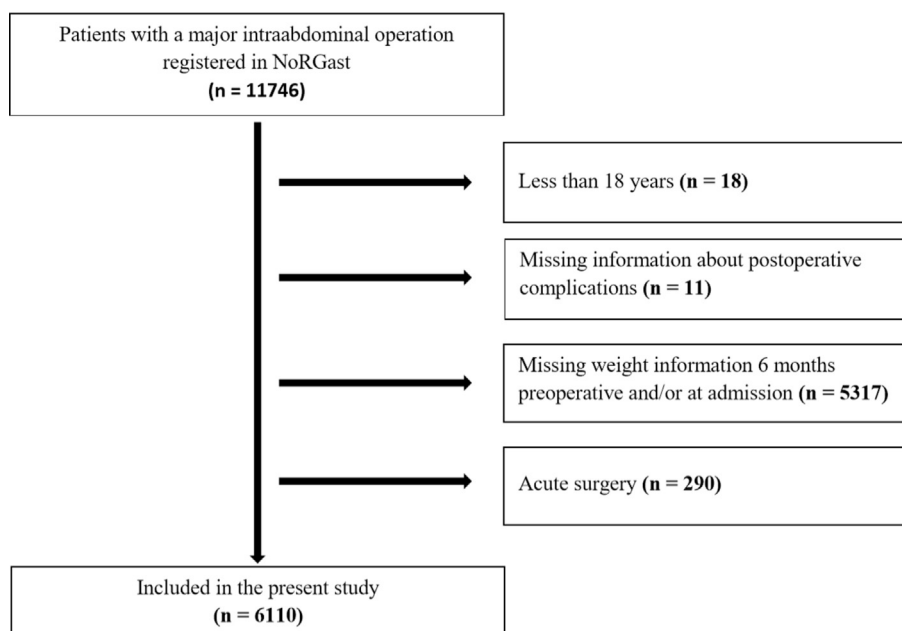 Patients with a major intraabdominal operation
registered in NoRGast
(n = 11746)
Less than 18 years (n = 18)
Missing information about postoperative
complications (n = 11)
Missing weight information 6 months
preoperative and/or at admission (n = 5317)
Acute surgery (n = 290)
Included in the present study
(n = 6110)